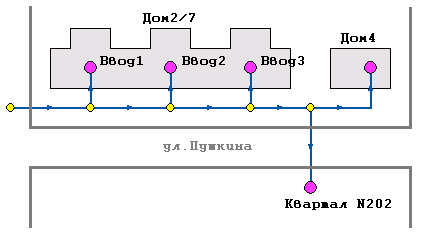 Дом2/7
Ввод1 Ввод2 Ввод3
Дом4
ул.Пушкина
Квартал N202